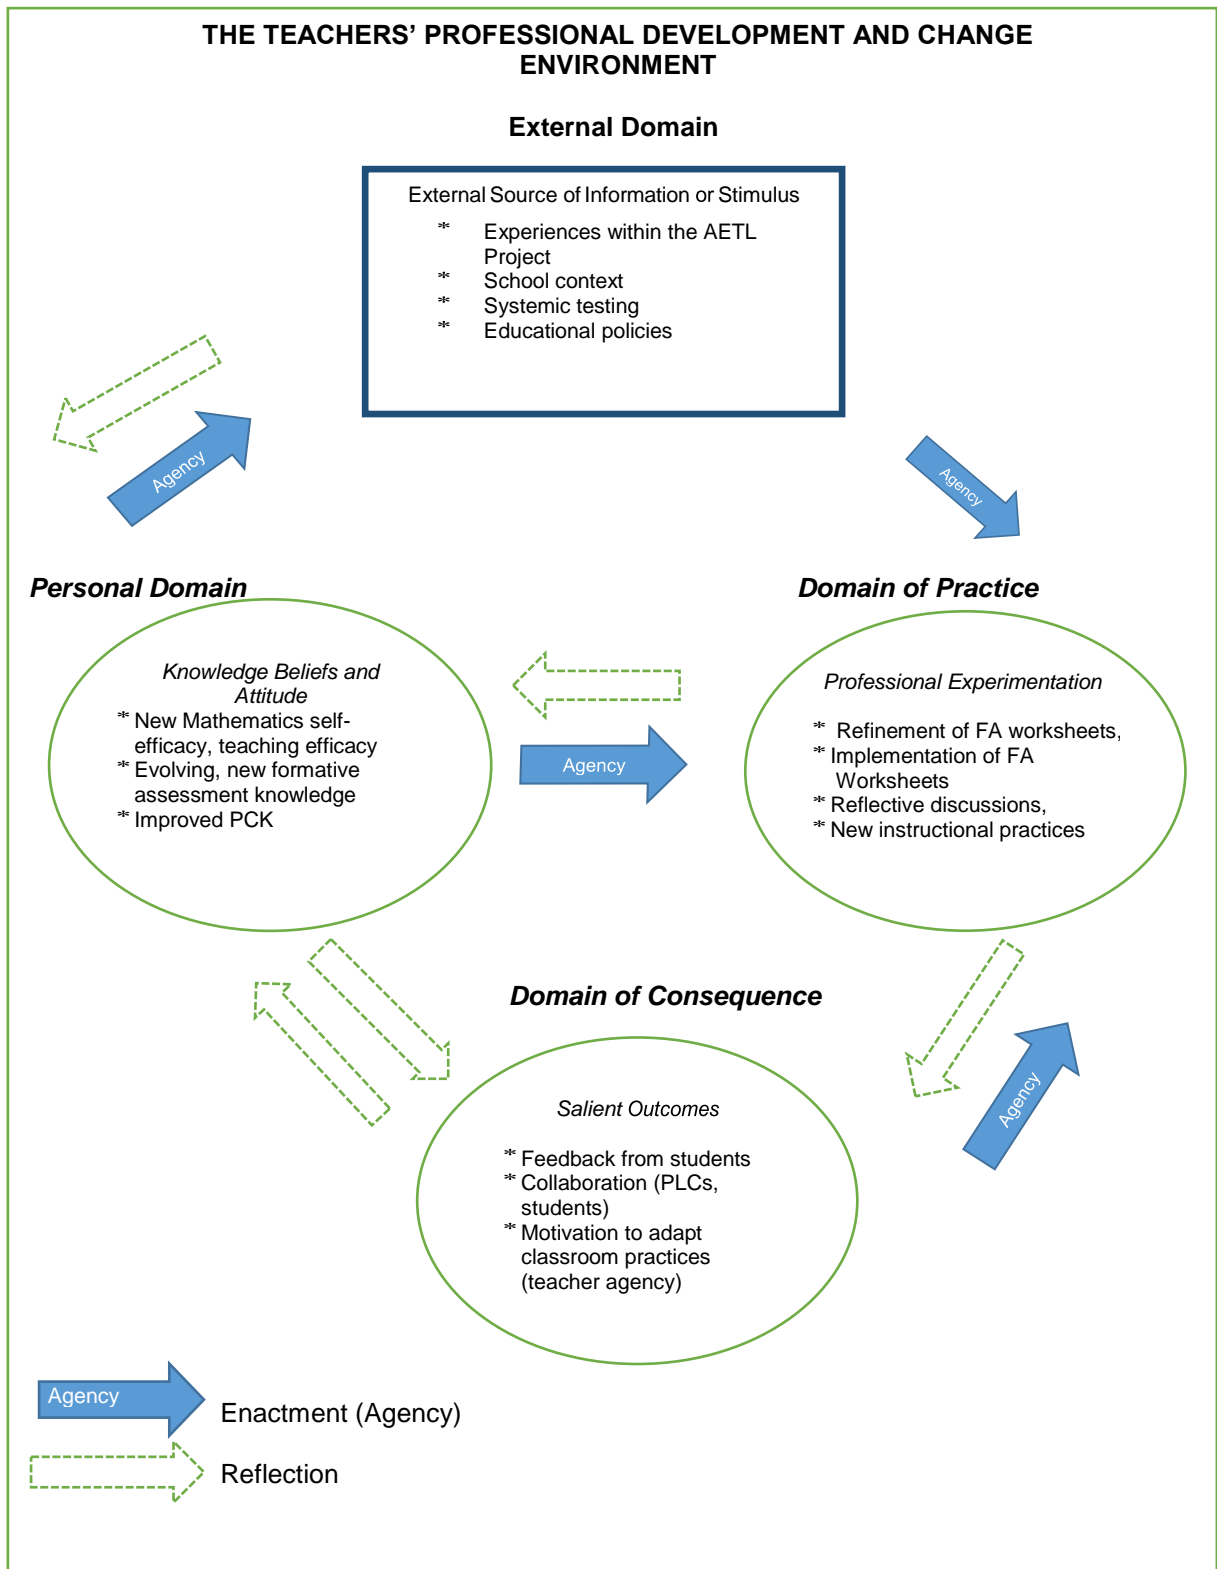 THE TEACHERS’ PROFESSIONAL DEVELOPMENT AND CHANGE
ENVIRONMENT
External Domain
External Source of Information or Stimulus
* Experiences within the AETL
Project
* School context
* Systemic testing
* Educational policies
Agency
Agency
Personal Domain
Knowledge Beliefs and
Attitude
* New Mathematics self-
efficacy, teaching efficacy
* Evolving, new formative
assessment knowledge
* Improved PCK
Agency
Domain of Practice
Professional Experimentation
* Refinement of FA worksheets,
* Implementation of FA
Worksheets
* Reflective discussions,
* New instructional practices
Domain of Consequence
Salient Outcomes
* Feedback from students
* Collaboration (PLCs,
students)
* Motivation to adapt
classroom practices
(teacher agency)
Agency
Agency
Enactment (Agency)
Reflection